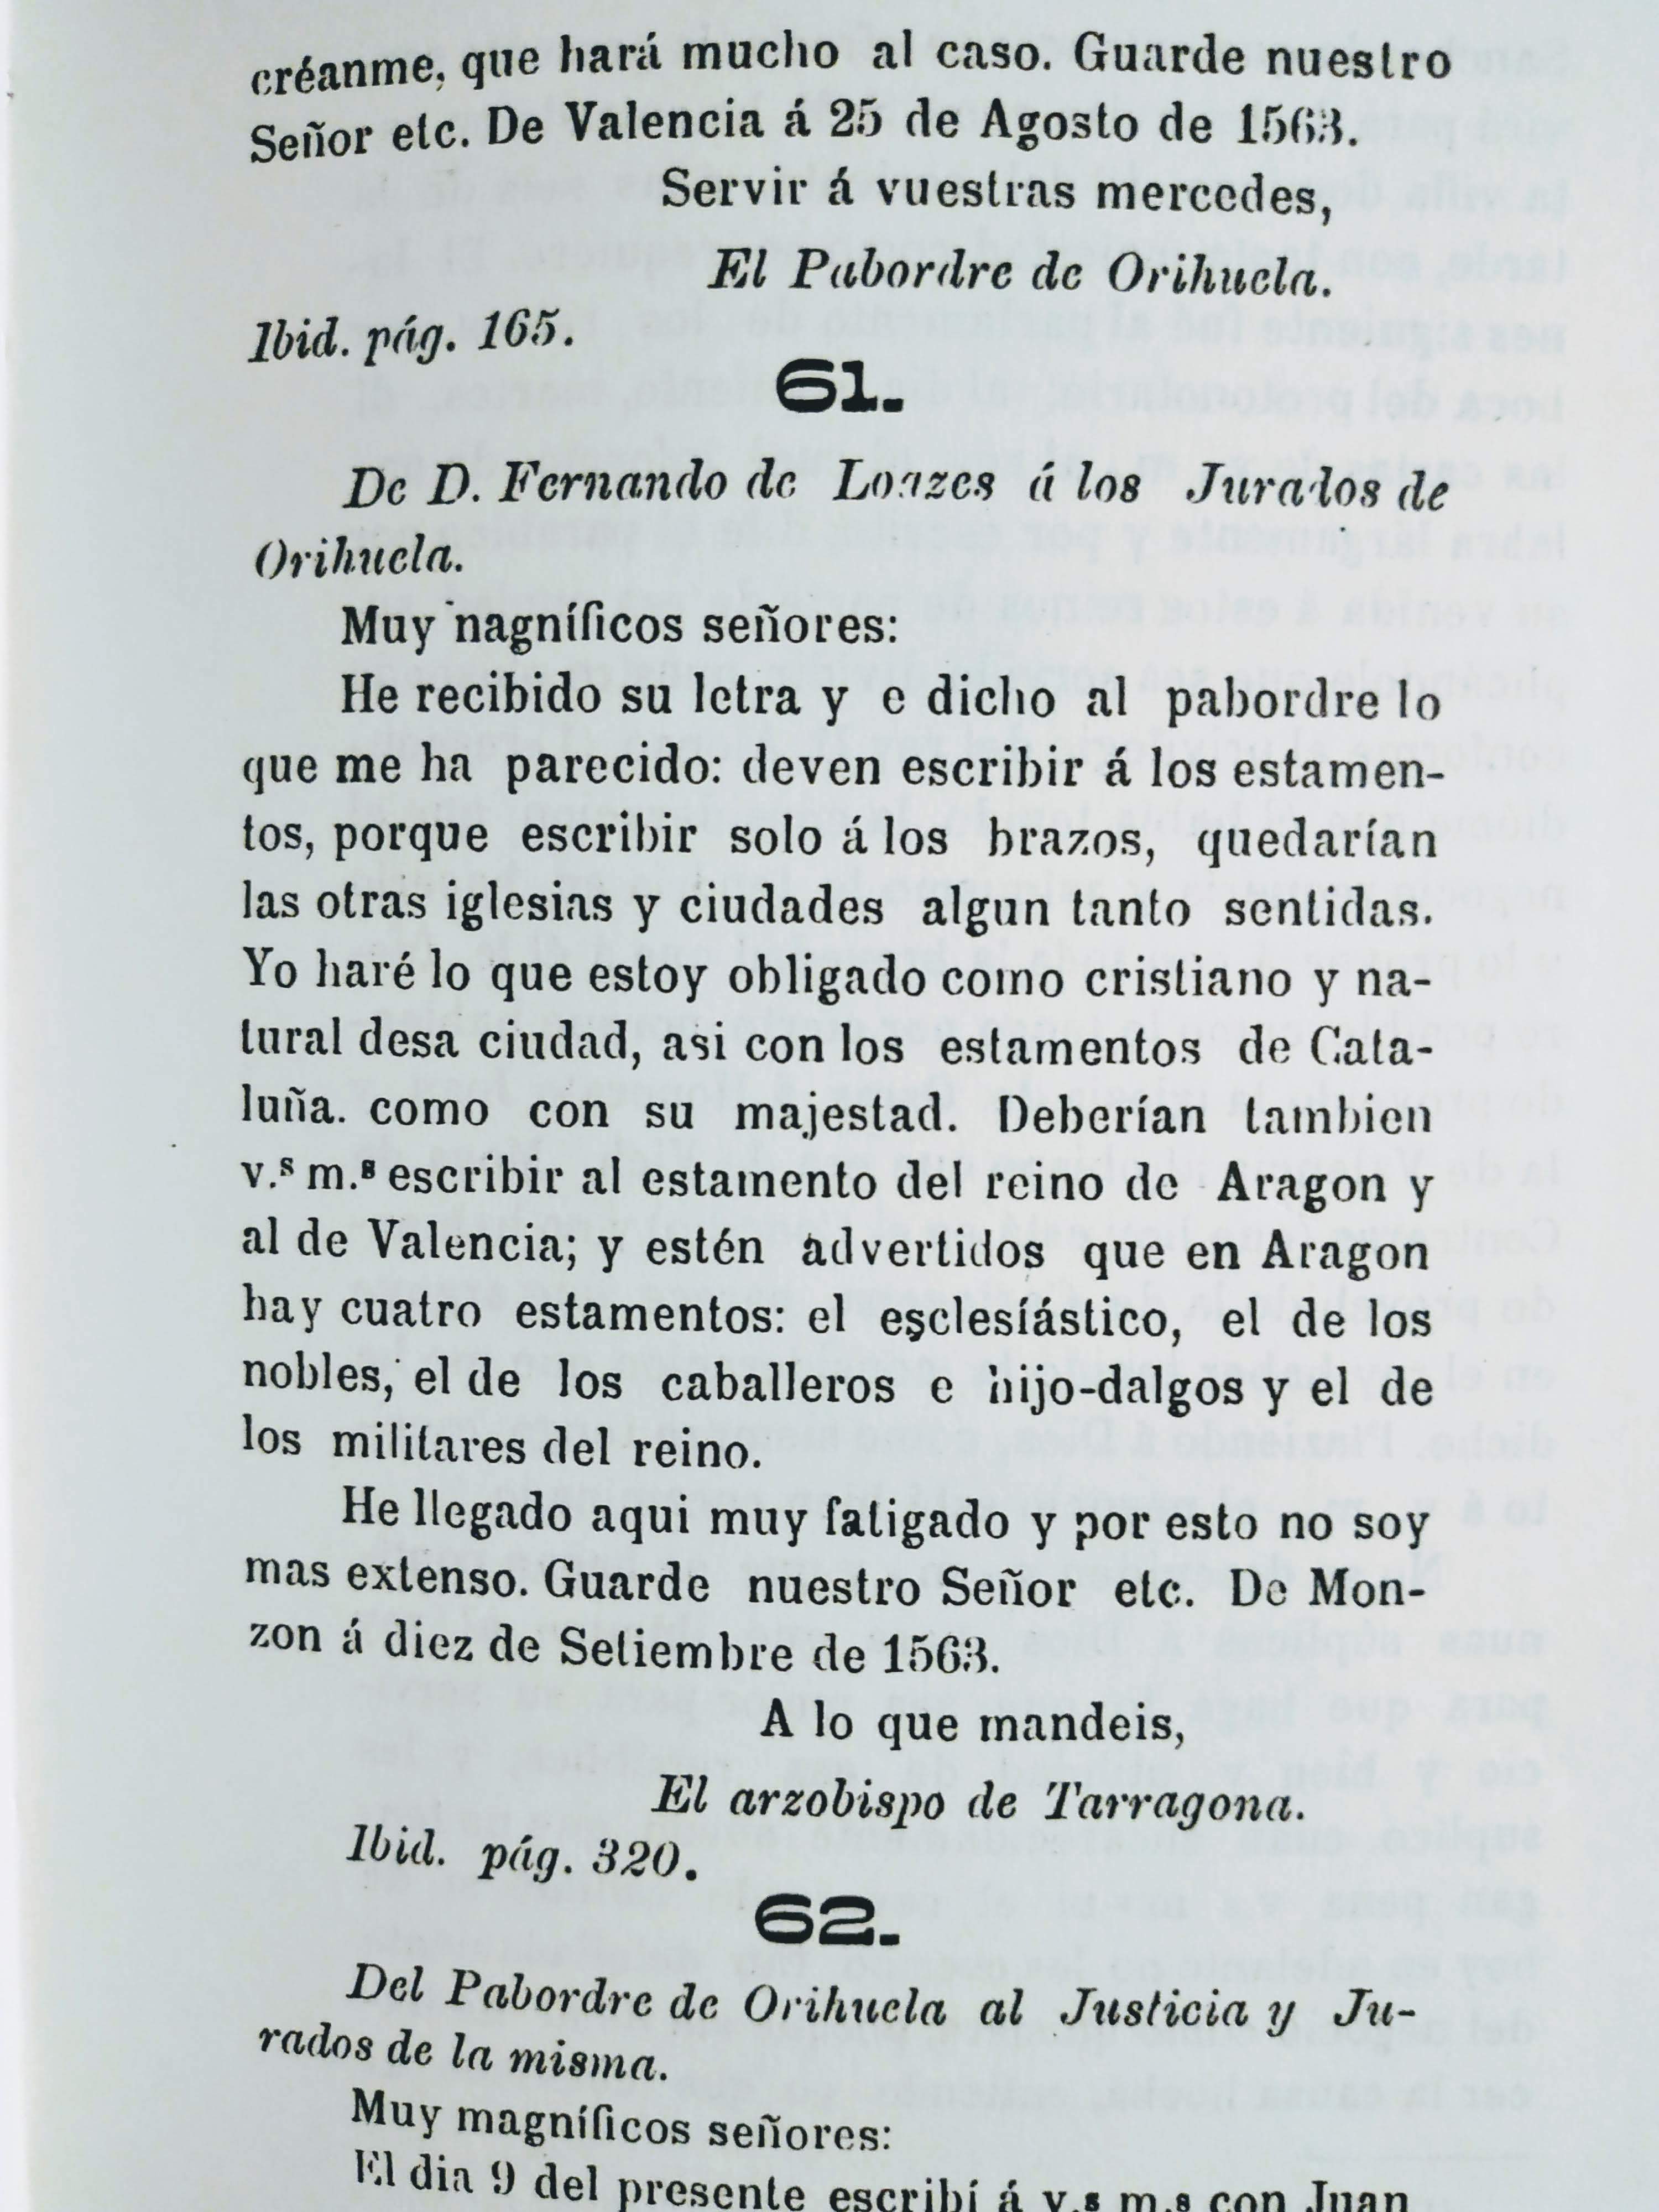 créanme, que hará mucho al caso. Guarde nuestro
Señor etc. De Valencia á 25 de Agosto de 1563.
Servir á vuestras mercedes,
El Pabordre de Orihuela.
Ibid. pág. 165.
61.
De D. Fernando de Loazes á los Jurados de
Orihuela.
Muy nagníficos señores:
He recibido su letra y e dicho al pabordre lo
que me ha parecido: deven escribir á los estamen-
tos, porque escribir solo á los brazos, quedarían
las otras iglesias y ciudades algun tanto sentidas.
Yo haré lo que estoy obligado como cristiano y na-
tural desa ciudad, asi con los estamentos de Cata-
luña. como con su majestad. Deberían tambien
v.ˢ m.ˢ escribir al estamento del reino de Aragon y
al de Valencia; y estén advertidos que en Aragon
hay cuatro estamentos: el esclesíástico, el de los
nobles, el de los caballeros e hijo-dalgos y el de
los militares del reino.
He llegado aqui muy fatigado y por esto no soy
mas extenso. Guarde nuestro Señor etc. De Mon-
zon á diez de Setiembre de 1563.
A lo que mandeis,
El arzobispo de Tarragona.
Ibid. pág. 320.
62.
Del Pabordre de Orihuela al Justicia y Ju-
rados de la misma.
Muy magníficos señores:
El dia 9 del presente escribí á v.ˢ m.ˢ con Juan